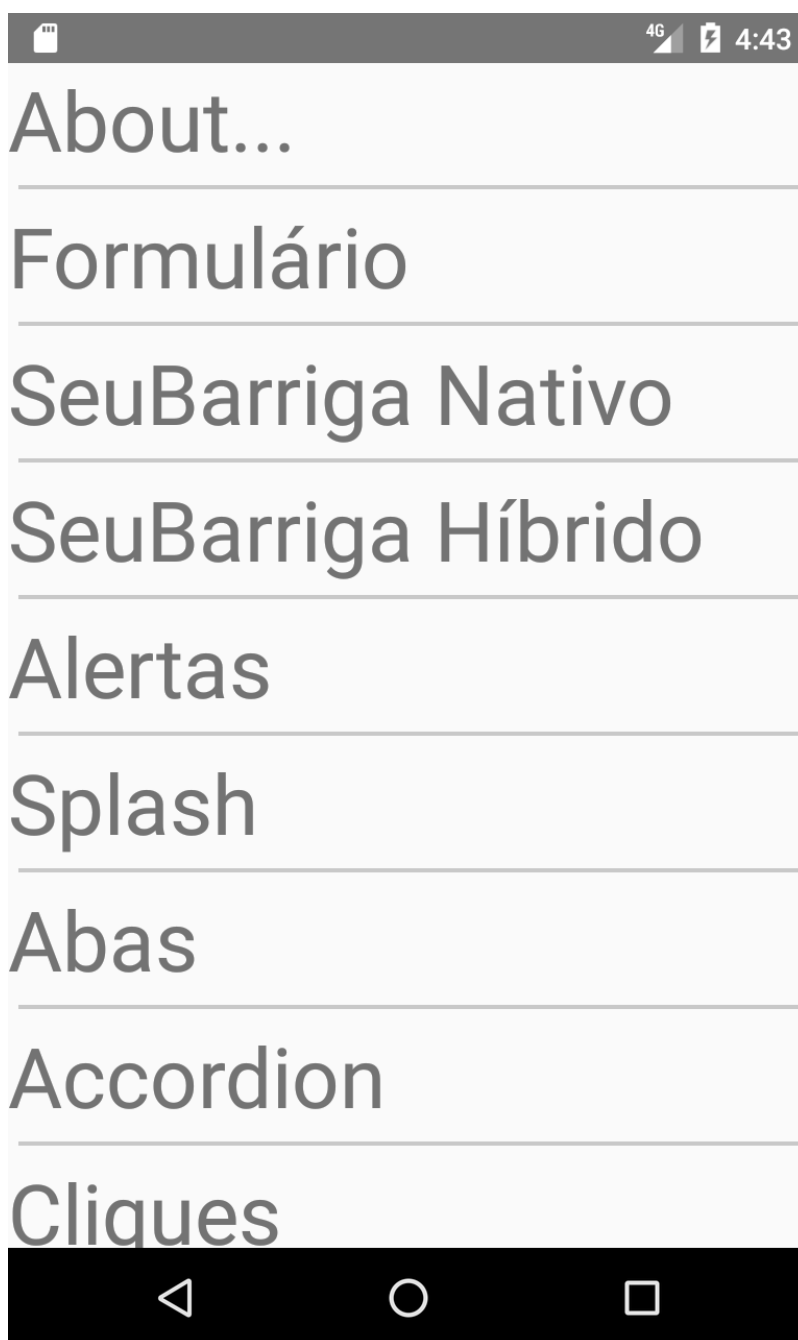 4G 4:43
About...
Formulário
SeuBarriga Nativo
SeuBarriga Híbrido
Alertas
Splash
Abas
Accordion
Cliques